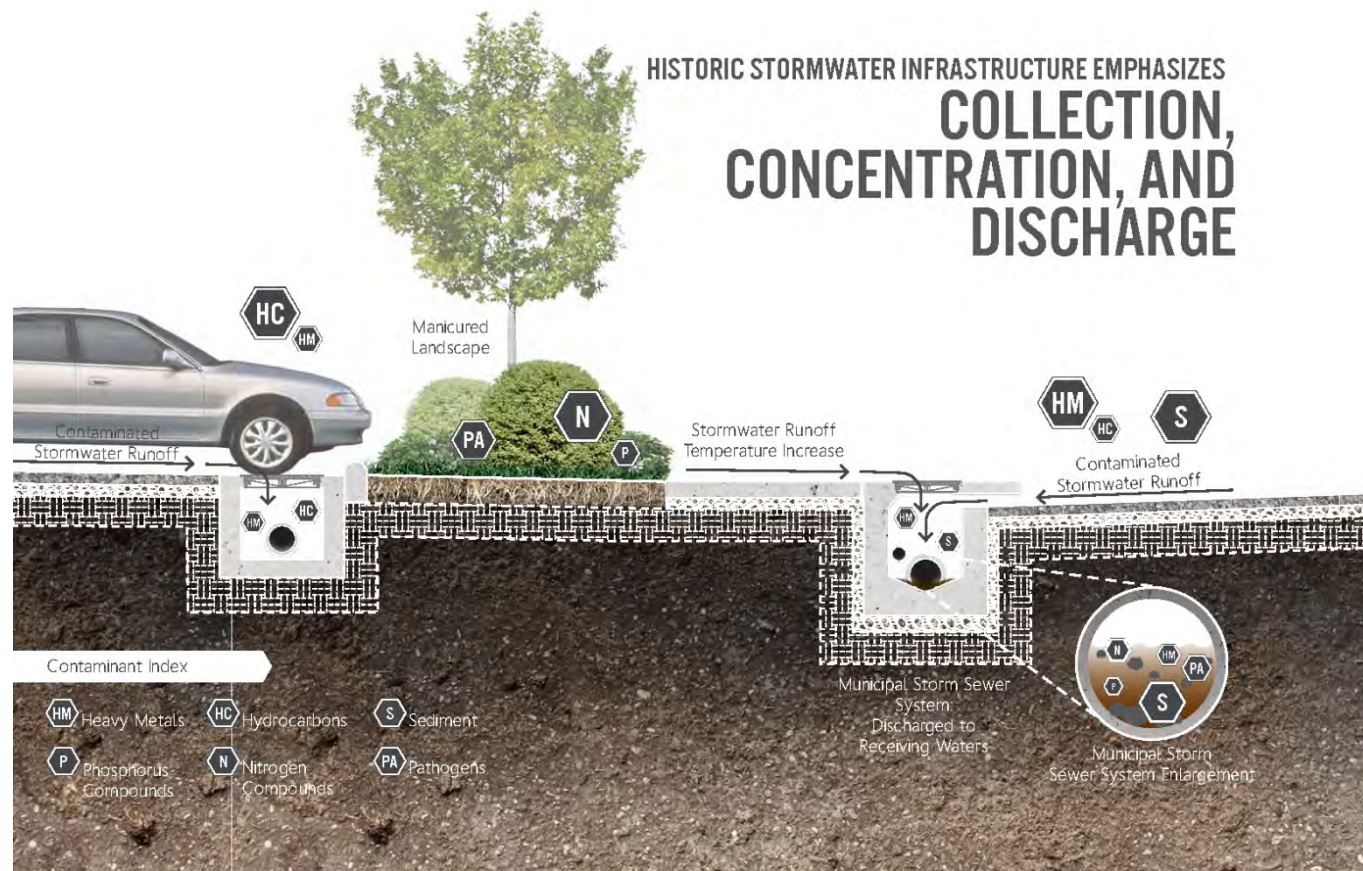 HISTORIC STORMWATER INFRASTRUCTURE EMPHASIZES
COLLECTION,
CONCENTRATION, AND
DISCHARGE
HC
HM
Manicured
Landscape
PA
N
P
Contaminated
Stormwater Runoff
Stormwater Runoff
Temperature Increase
HM
HC
S
Contaminated
Stormwater Runoff
HM
HC
HM
S
Contaminant Index
HM Heavy Metals
HC Hydrocarbons
S Sediment
P Phosphorus
Compounds
N Nitrogen
Compounds
PA Pathogens
Municipal Storm Sewer
System:
Discharged to
Receiving Waters
N
HM
PA
P
S
Municipal Storm
Sewer System Enlargement